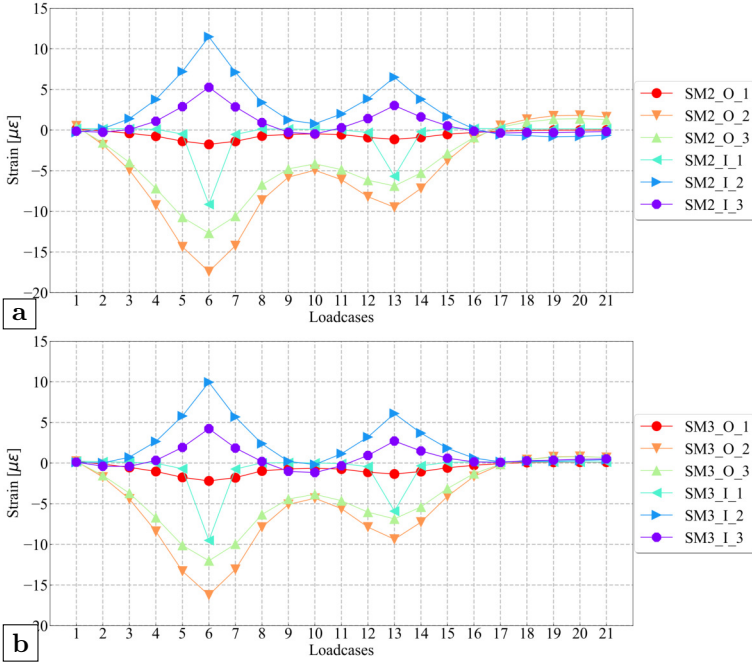 15
10
5
0
−5
−10
−15
−20
Strain [με]
1 2 3 4 5 6 7 8 9 10 11 12 13 14 15 16 17 18 19 20 21
Loadcases
SM2_O_1
SM2_O_2
SM2_O_3
SM2_I_1
SM2_I_2
SM2_I_3
a
15
10
5
0
−5
−10
−15
−20
Strain [με]
1 2 3 4 5 6 7 8 9 10 11 12 13 14 15 16 17 18 19 20 21
Loadcases
SM3_O_1
SM3_O_2
SM3_O_3
SM3_I_1
SM3_I_2
SM3_I_3
b